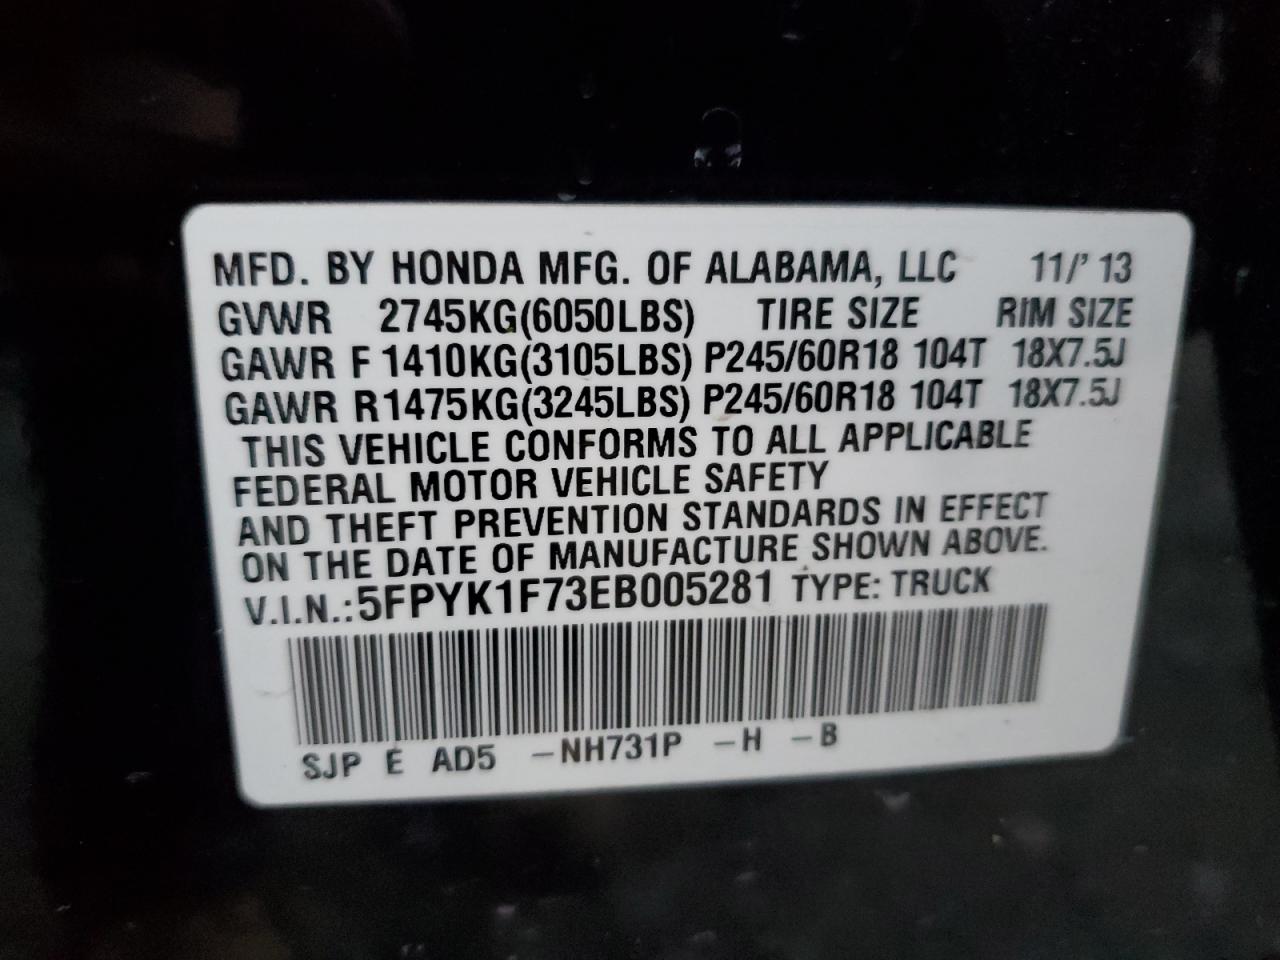 MFD. BY HONDA MFG. OF ALABAMA, LLC 11/' 13
GVWR 2745KG(6050LBS) TIRE SIZE RIM SIZE
GAWR F 1410KG(3105LBS) P245/60R18 104T 18X7.5J
GAWR R 1475KG(3245LBS) P245/60R18 104T 18X7.5J
THIS VEHICLE CONFORMS TO ALL APPLICABLE
FEDERAL MOTOR VEHICLE SAFETY
AND THEFT PREVENTION STANDARDS IN EFFECT
ON THE DATE OF MANUFACTURE SHOWN ABOVE.
V.I.N.:5FPYK1F73EB005281 TYPE: TRUCK
SJP E AD5 -NH731P -H -B